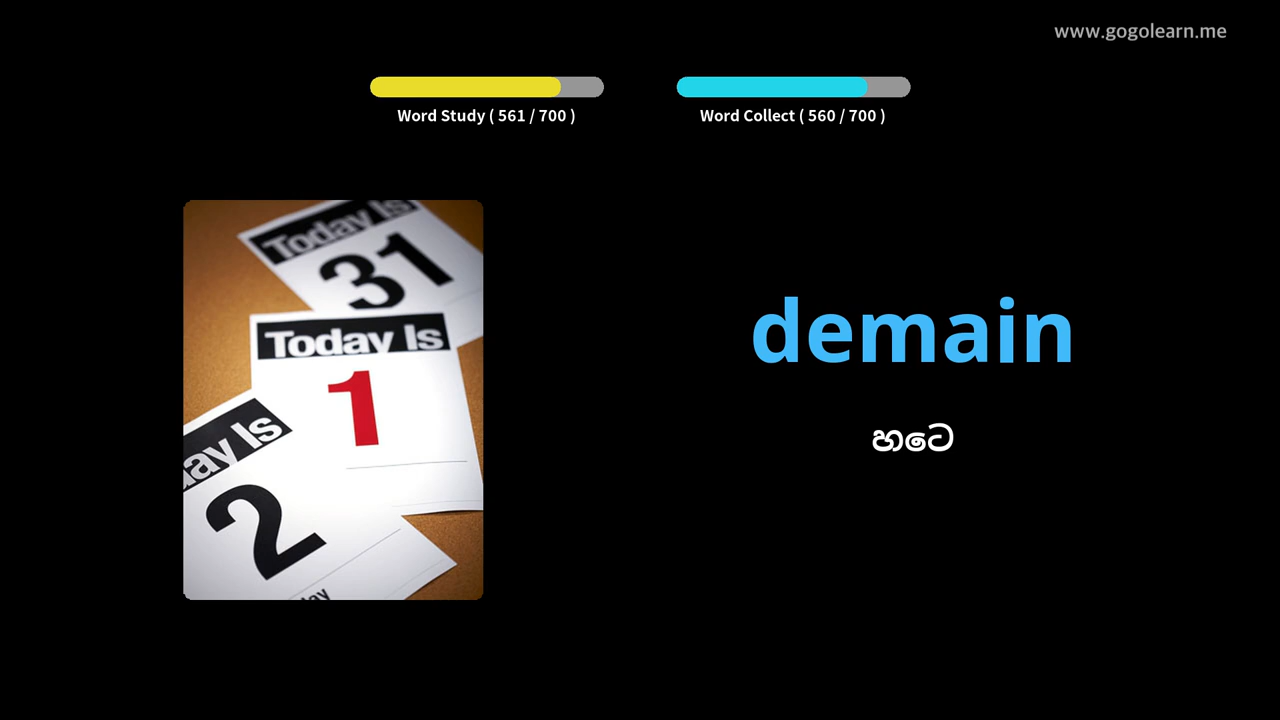 www.gogolearn.me
Word Study ( 561 / 700 )
Word Collect ( 560 / 700 )
Today Is
31
Today Is
1
ay Is
2
ay
demain
හෙට